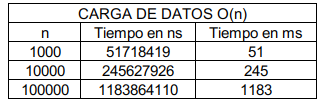 CARGA DE DATOS O(n)
n Tiempo en ns Tiempo en ms
1000 51718419 51
10000 245627926 245
100000 1183864110 1183